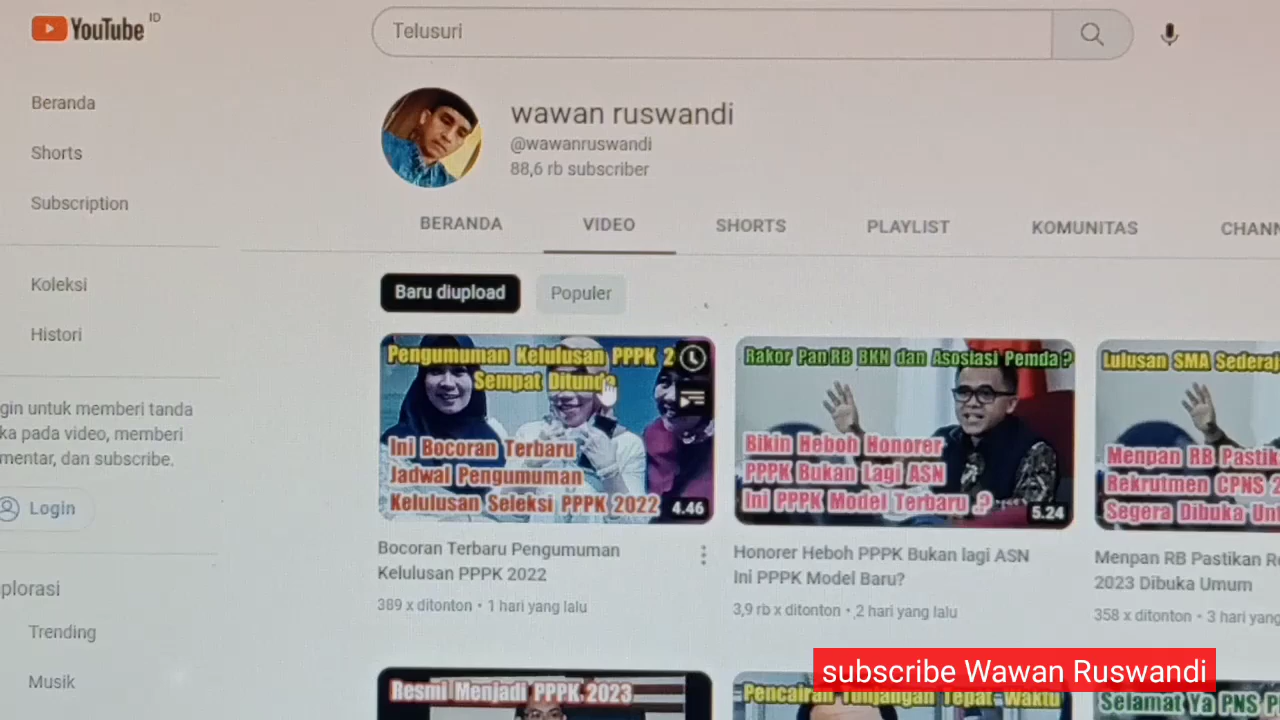 YouTube ID
Telusuri
Beranda
Shorts
Subscription
Koleksi
Histori
gin untuk memberi tanda
ka pada video, memberi
mentar, dan subscribe.
Login
plorasi
Trending
Musik
wawan ruswandi
@wawanruswandi
88,6 rb subscriber
BERANDA
VIDEO
SHORTS
PLAYLIST
KOMUNITAS
CHANN
Baru diupload
Populer
Pengumuman Kelulusan PPPK 2
Sempat Ditunda
Ini Bocoran Terbaru
Jadwal Pengumuman
Kelulusan Seleksi PPPK 2022
4.46
Bocoran Terbaru Pengumuman
Kelulusan PPPK 2022
389 x ditonton • 1 hari yang lalu
Rakor PanRB BKN dan Asosiasi Pemda?
Bikin Heboh Honorer
PPPK Bukan Lagi ASN
Ini PPPK Model Terbaru .?
5.24
Honorer Heboh PPPK Bukan lagi ASN
Ini PPPK Model Baru?
3,9 rb x ditonton • 2 hari yang lalu
Lulusan SMA Sederaj
Menpan RB Pastik
Rekrutmen CPNS 2
Segera Dibuka Unt
Menpan RB Pastikan Re
2023 Dibuka Umum
358 x ditonton • 3 hari yang
Resmi Menjadi PPPK 2023
Pencairan Tunjangan Tepat Waktu
Selamat Ya PNS P
subscribe Wawan Ruswandi